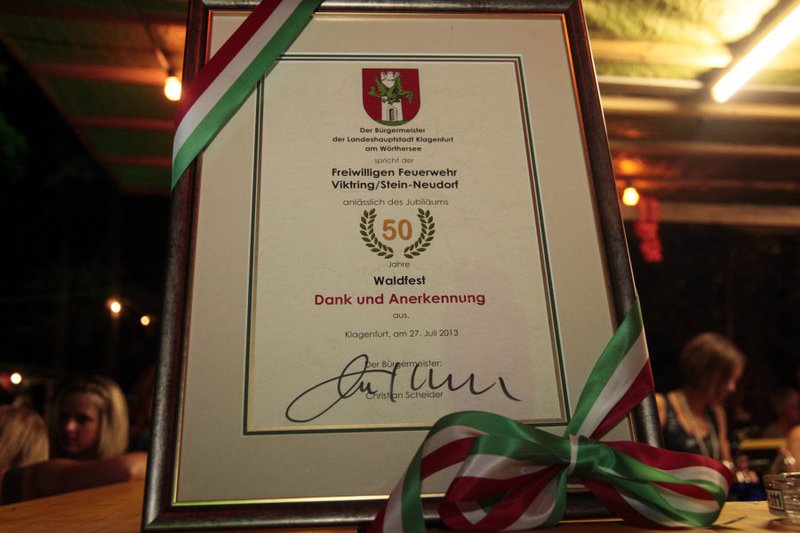 Der Bürgermeister
der Landeshauptstadt Klagenfurt
am Wörthersee
spricht der
Freiwilligen Feuerwehr
Viktring/Stein-Neudorf
anlässlich des Jubiläums
50
Jahre
Waldfest
Dank und Anerkennung
aus.
Klagenfurt, am 27. Juli 2013
Der Bürgermeister:
Christian Scheider